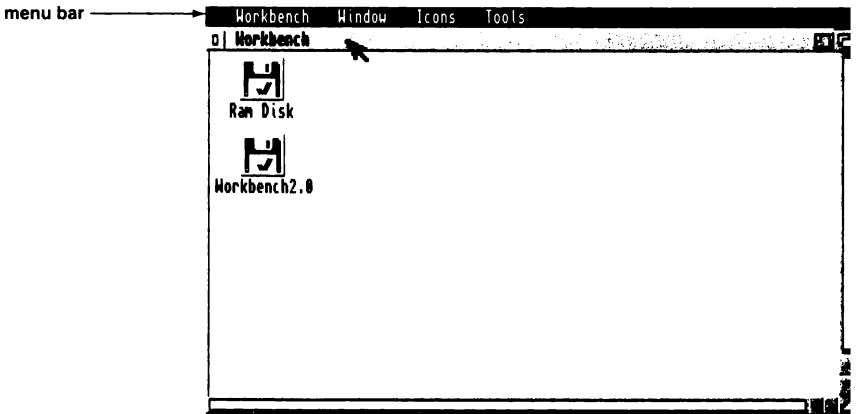 menu bar
Workbench Window Icons Tools
Workbench
Ram Disk
Workbench2.0